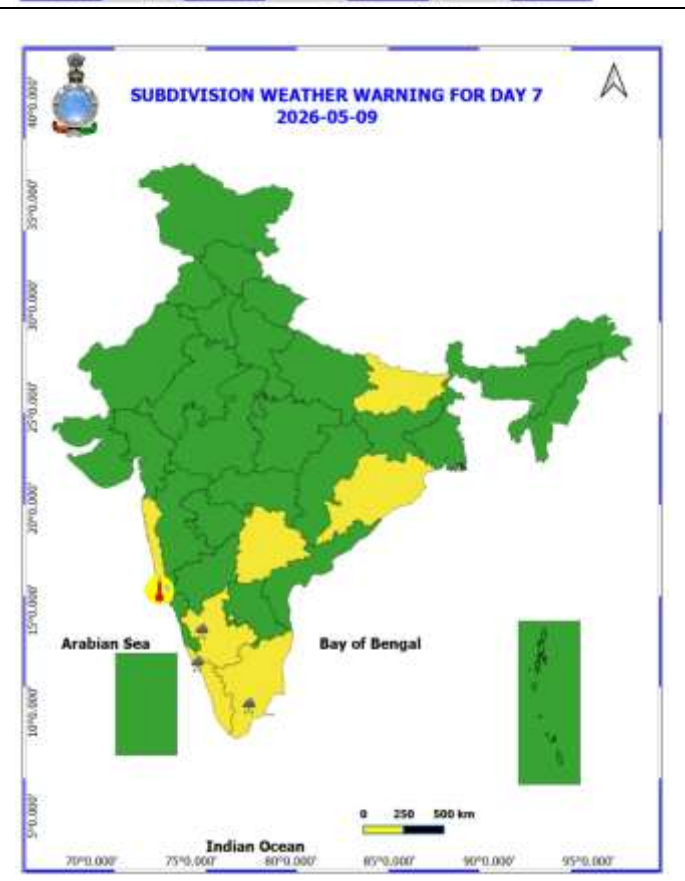 SUBDIVISION WEATHER WARNING FOR DAY 7
2026-05-09
40°0.000'
35°0.000'
30°0.000'
25°0.000'
20°0.000'
15°0.000'
10°0.000'
5°0.000'
Arabian Sea
Bay of Bengal
0 250 500 km
Indian Ocean
70°0.000' 75°0.000' 80°0.000' 85°0.000' 90°0.000' 95°0.000'